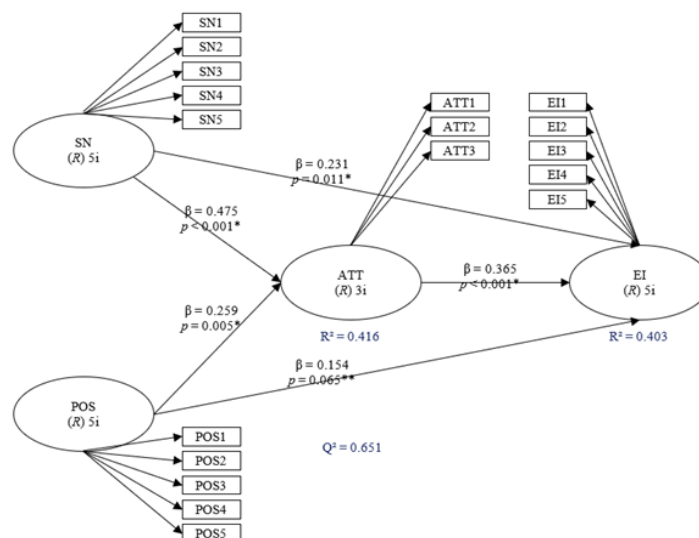 SN1
SN2
SN3
SN4
SN5
SN
(R) 5i
ATT1
ATT2
ATT3
EI1
EI2
EI3
EI4
EI5
β = 0.231
p = 0.011*
β = 0.475
p < 0.001*
ATT
(R) 3i
β = 0.365
p < 0.001*
EI
(R) 5i
β = 0.259
p = 0.005*
R² = 0.416
R² = 0.403
β = 0.154
p = 0.065**
POS
(R) 5i
POS1
POS2
POS3
POS4
POS5
Q² = 0.651